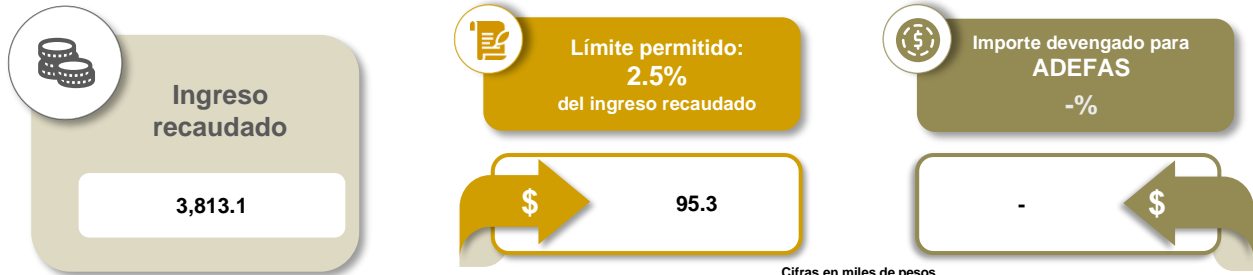 Ingreso
recaudado
3,813.1
Límite permitido:
2.5%
del ingreso recaudado
$
95.3
Importe devengado para
ADEFAS
-%
-
$
Cifras en miles de pesos